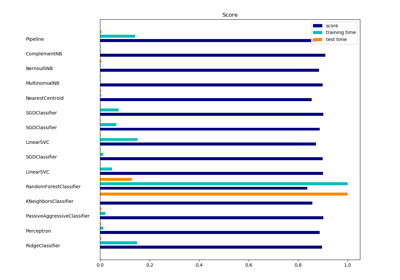 Score
score
training time
test time
Pipeline
ComplementNB
BernoulliNB
MultinomialNB
NearestCentroid
SGDClassifier
SGDClassifier
LinearSVC
SGDClassifier
LinearSVC
RandomForestClassifier
KNeighborsClassifier
PassiveAggressiveClassifier
Perceptron
RidgeClassifier
0.0 0.2 0.4 0.6 0.8 1.0